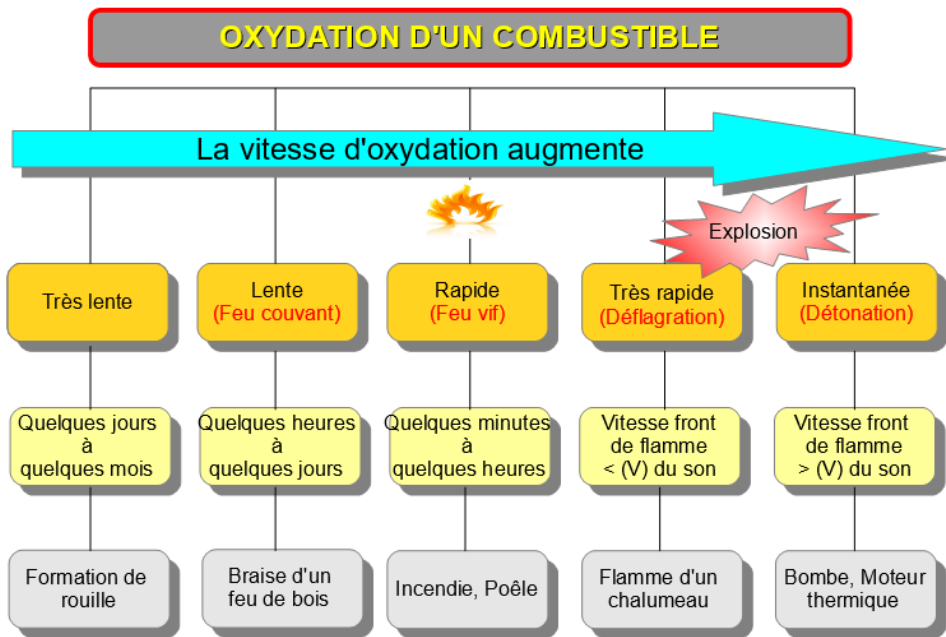 OXYDATION D'UN COMBUSTIBLE
La vitesse d'oxydation augmente
Explosion
Très lente
Lente
(Feu couvant)
Rapide
(Feu vif)
Très rapide
(Déflagration)
Instantanée
(Détonation)
Quelques jours
à
quelques mois
Quelques heures
à
quelques jours
Quelques minutes
à
quelques heures
Vitesse front
de flamme
< (V) du son
Vitesse front
de flamme
> (V) du son
Formation de
rouille
Braise d'un
feu de bois
Incendie, Poêle
Flamme d'un
chalumeau
Bombe, Moteur
thermique